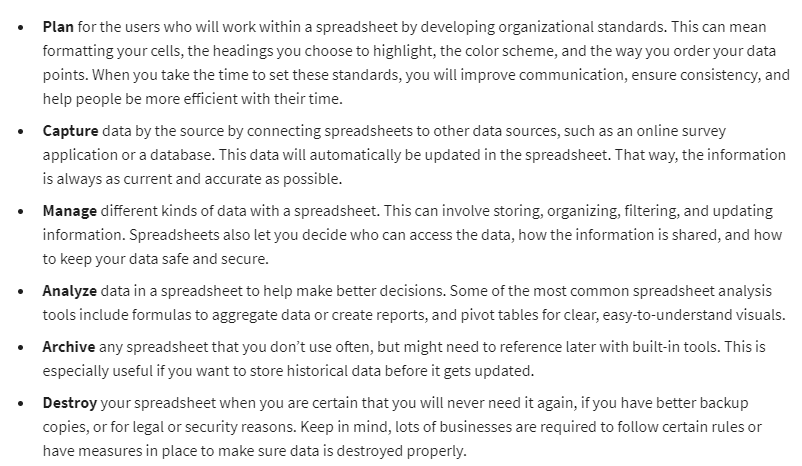 • Plan for the users who will work within a spreadsheet by developing organizational standards. This can mean
formatting your cells, the headings you choose to highlight, the color scheme, and the way you order your data
points. When you take the time to set these standards, you will improve communication, ensure consistency, and
help people be more efficient with their time.
• Capture data by the source by connecting spreadsheets to other data sources, such as an online survey
application or a database. This data will automatically be updated in the spreadsheet. That way, the information
is always as current and accurate as possible.
• Manage different kinds of data with a spreadsheet. This can involve storing, organizing, filtering, and updating
information. Spreadsheets also let you decide who can access the data, how the information is shared, and how
to keep your data safe and secure.
• Analyze data in a spreadsheet to help make better decisions. Some of the most common spreadsheet analysis
tools include formulas to aggregate data or create reports, and pivot tables for clear, easy-to-understand visuals.
• Archive any spreadsheet that you don’t use often, but might need to reference later with built-in tools. This is
especially useful if you want to store historical data before it gets updated.
• Destroy your spreadsheet when you are certain that you will never need it again, if you have better backup
copies, or for legal or security reasons. Keep in mind, lots of businesses are required to follow certain rules or
have measures in place to make sure data is destroyed properly.